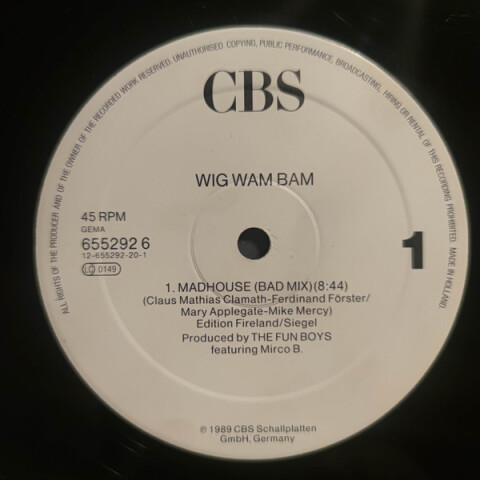 ALL RIGHTS OF THE PRODUCER AND OF THE OWNER OF THE RECORDED WORK RESERVED. UNAUTHORISED COPYING, PUBLIC PERFORMANCE, BROADCASTING, HIRING OR RENTAL OF THIS RECORDING PROHIBITED. MADE IN HOLLAND.
CBS
WIG WAM BAM
45 RPM
GEMA
655292 6
12-655292-20-1
LC 0149
1
1. MADHOUSE (BAD MIX)(8:44)
(Claus Mathias Clamath-Ferdinand Förster/
Mary Applegate-Mike Mercy)
Edition Fireland/Siegel
Produced by THE FUN BOYS
featuring Mirco B.
℗ 1989 CBS Schallplatten
GmbH, Germany